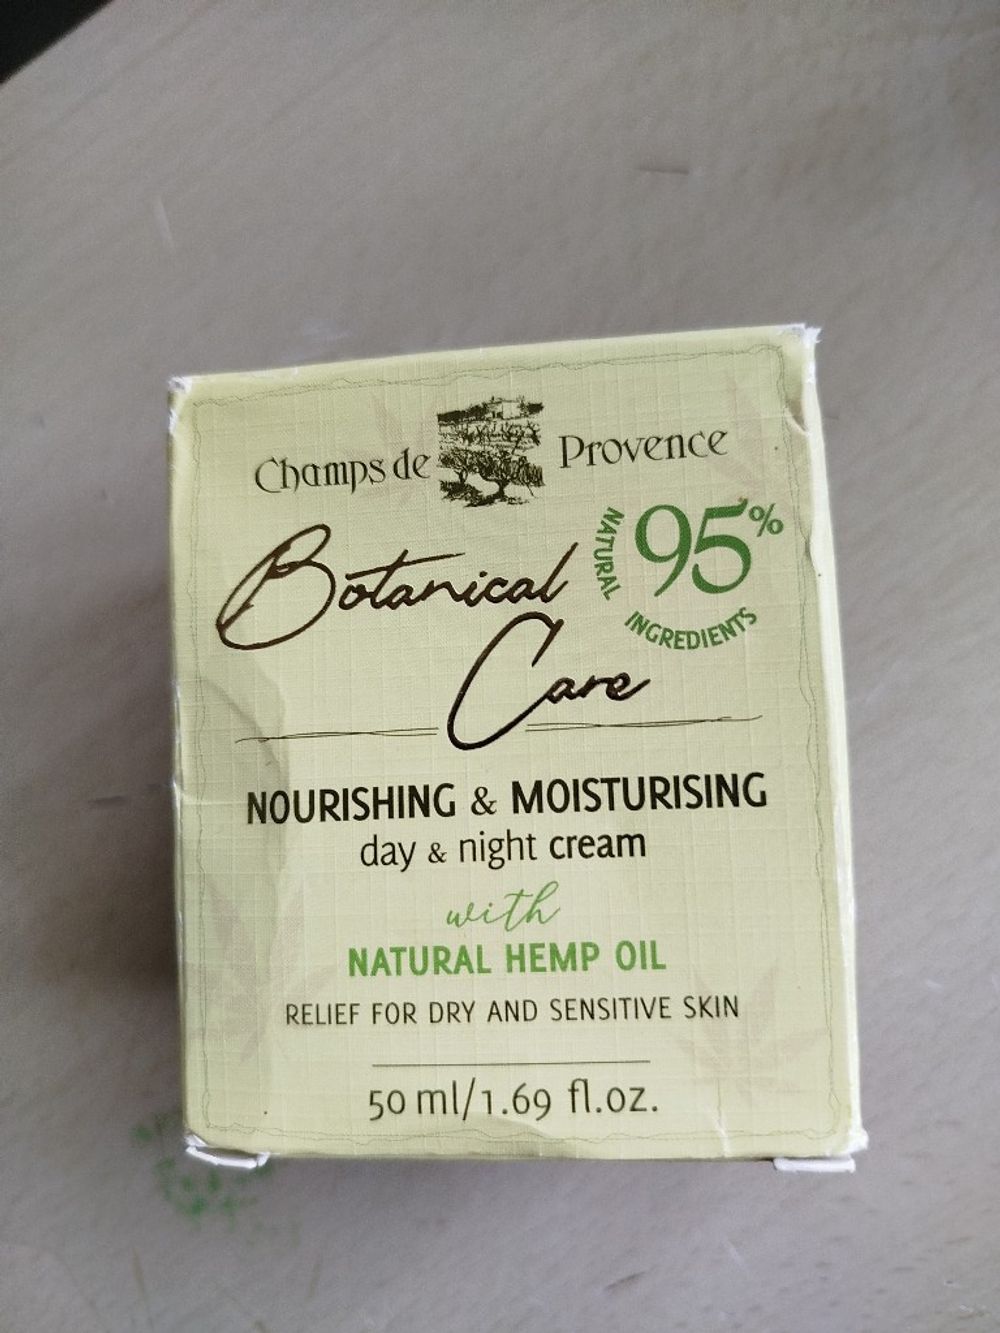 Champs de Provence
Botanical
Care
95%
NATURAL
INGREDIENTS
NOURISHING & MOISTURISING
day & night cream
with
NATURAL HEMP OIL
RELIEF FOR DRY AND SENSITIVE SKIN
50 ml/1.69 fl.oz.